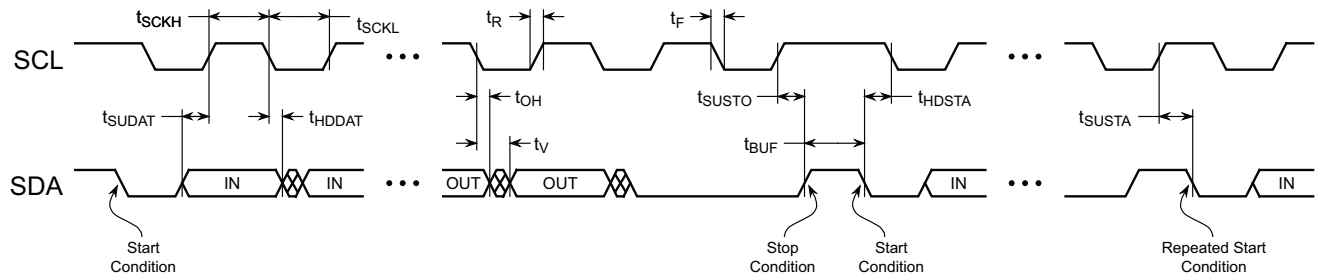 tSCKH
tSCKL
tR
tF
SCL
tOH
tSUSTO
tHDSTA
tSUDAT
tHDDAT
tSUSTA
tV
tBUF
SDA
IN
IN
OUT
OUT
IN
IN
Start
Condition
Stop
Condition
Start
Condition
Repeated Start
Condition